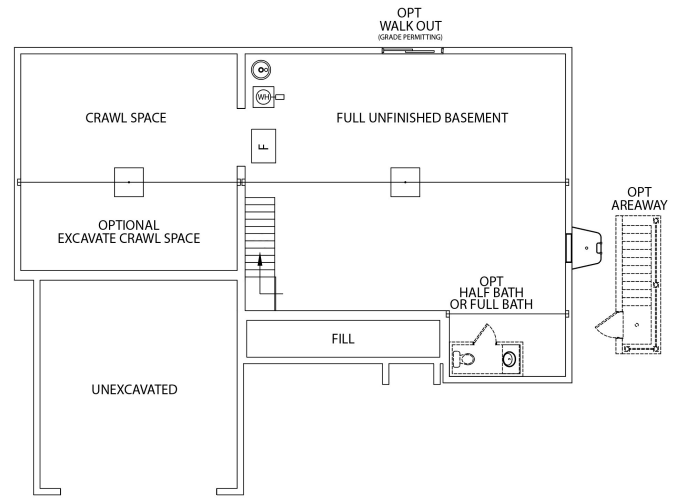 OPT
WALK OUT
(GRADE PERMITTING)
CRAWL SPACE
WH
FULL UNFINISHED BASEMENT
F
OPTIONAL
EXCAVATE CRAWL SPACE
OPT
AREAWAY
OPT
HALF BATH
OR FULL BATH
FILL
UNEXCAVATED